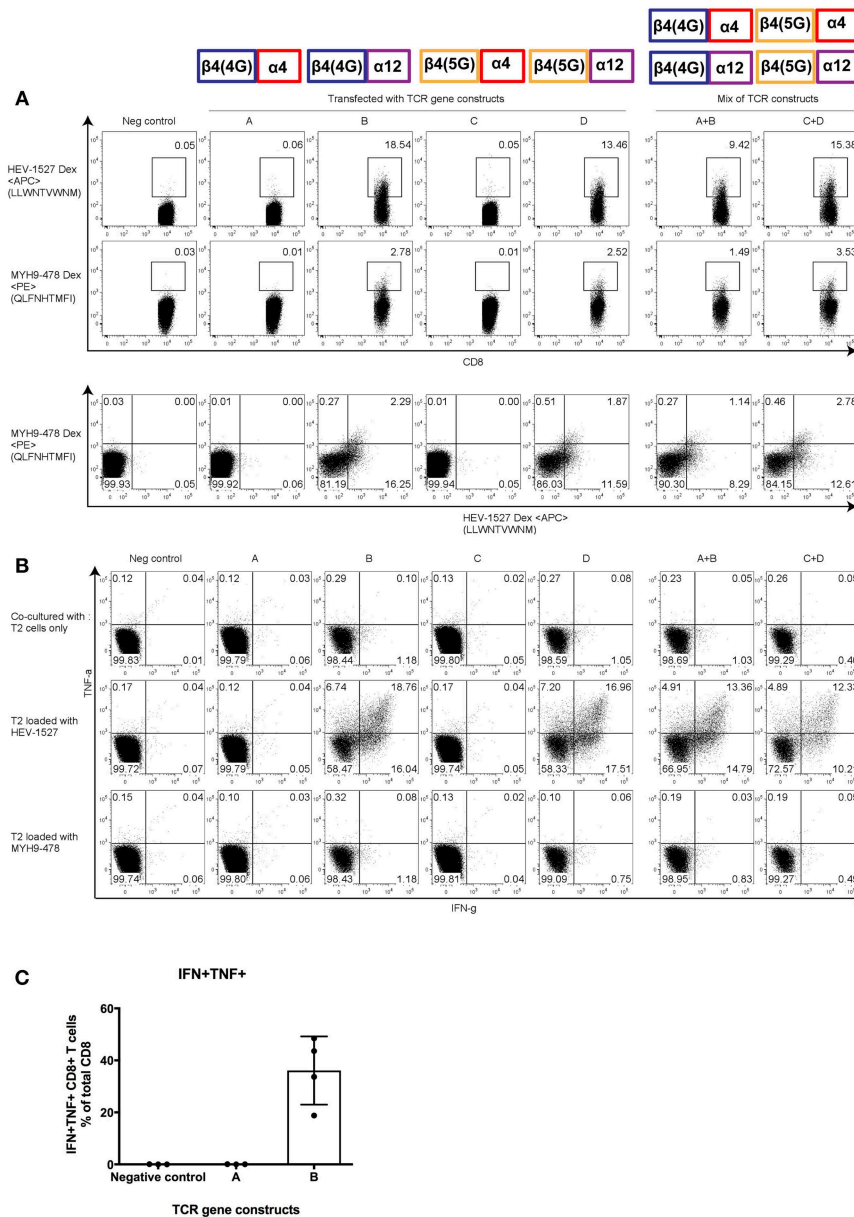 β4(4G) α4 β4(5G) α4
β4(4G) α4 β4(4G) α12 β4(5G) α4 β4(5G) α12 β4(4G) α12 β4(5G) α12
A
Transfected with TCR gene constructs Mix of TCR constructs
Neg control A B C D A+B C+D
HEV-1527 Dex
<APC>
(LLWNTVWNM)
0.05 0.06 18.54 0.05 13.46 9.42 15.38
MYH9-478 Dex
<PE>
(QLFNHTMFI)
0.03 0.01 2.78 0.01 2.52 1.49 3.53
CD8
MYH9-478 Dex
<PE>
(QLFNHTMFI)
0.03 0.00 0.01 0.00 0.27 2.29 0.01 0.00 0.51 1.87 0.27 1.14 0.46 2.78
99.93 0.05 99.92 0.06 81.19 16.25 99.94 0.05 86.03 11.59 90.30 8.29 84.15 12.61
HEV-1527 Dex <APC>
(LLWNTVWNM)
B
Neg control A B C D A+B C+D
TNF-a
Co-cultured with :
T2 cells only
0.12 0.04 0.12 0.03 0.29 0.10 0.13 0.02 0.27 0.08 0.23 0.05 0.26
99.83 0.01 99.79 0.06 98.44 1.18 99.80 0.05 98.59 1.05 98.69 1.03 99.29
T2 loaded with
HEV-1527
0.17 0.04 0.12 0.04 6.74 18.76 0.17 0.04 7.20 16.96 4.91 13.36 4.89 12.33
99.72 0.07 99.79 0.05 58.47 16.04 99.74 0.05 58.33 17.51 66.95 14.79 72.57
T2 loaded with
MYH9-478
0.15 0.04 0.10 0.03 0.32 0.08 0.13 0.02 0.10 0.06 0.19 0.03 0.19
99.74 0.06 99.80 0.06 98.43 1.18 99.81 0.04 99.09 0.75 98.95 0.83 99.27
IFN-g
C
IFN+TNF+
IFN+TNF+ CD8+ T cells
% of total CD8
60
40
20
0
Negative control A B
TCR gene constructs